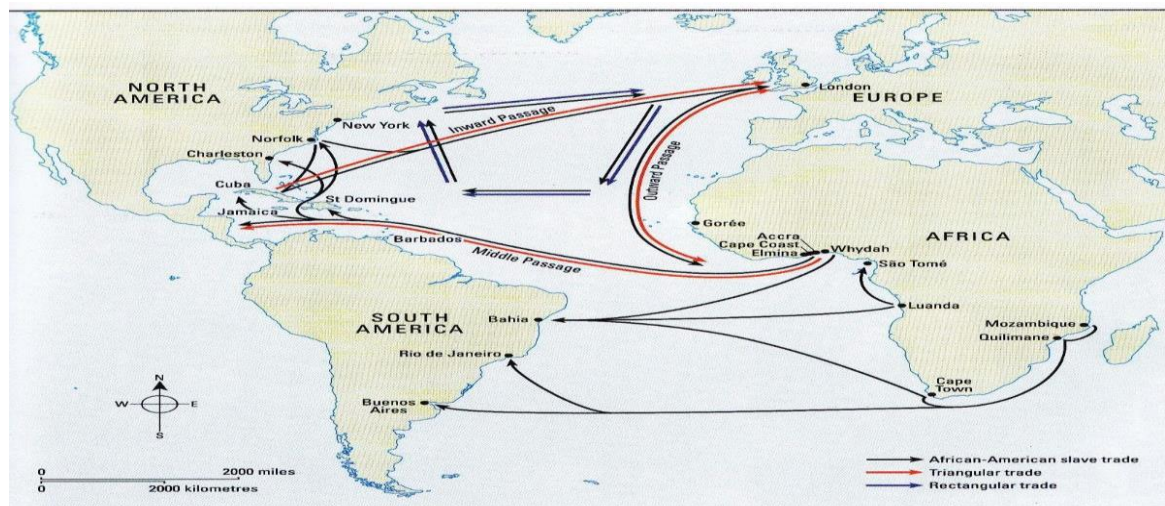 NORTH
AMERICA
New York
Norfolk
Charleston
Cuba
Jamaica
St Domingue
Barbados
Inward Passage
Outward Passage
Middle Passage
London
EUROPE
Gorée
Accra
Cape Coast
Elmina
Whydah
AFRICA
São Tomé
Luanda
Mozambique
Quilimane
Cape
Town
SOUTH
AMERICA
Bahia
Rio de Janeiro
Buenos
Aires
N
W
E
S
0 2000 miles
0 2000 kilometres
African-American slave trade
Triangular trade
Rectangular trade